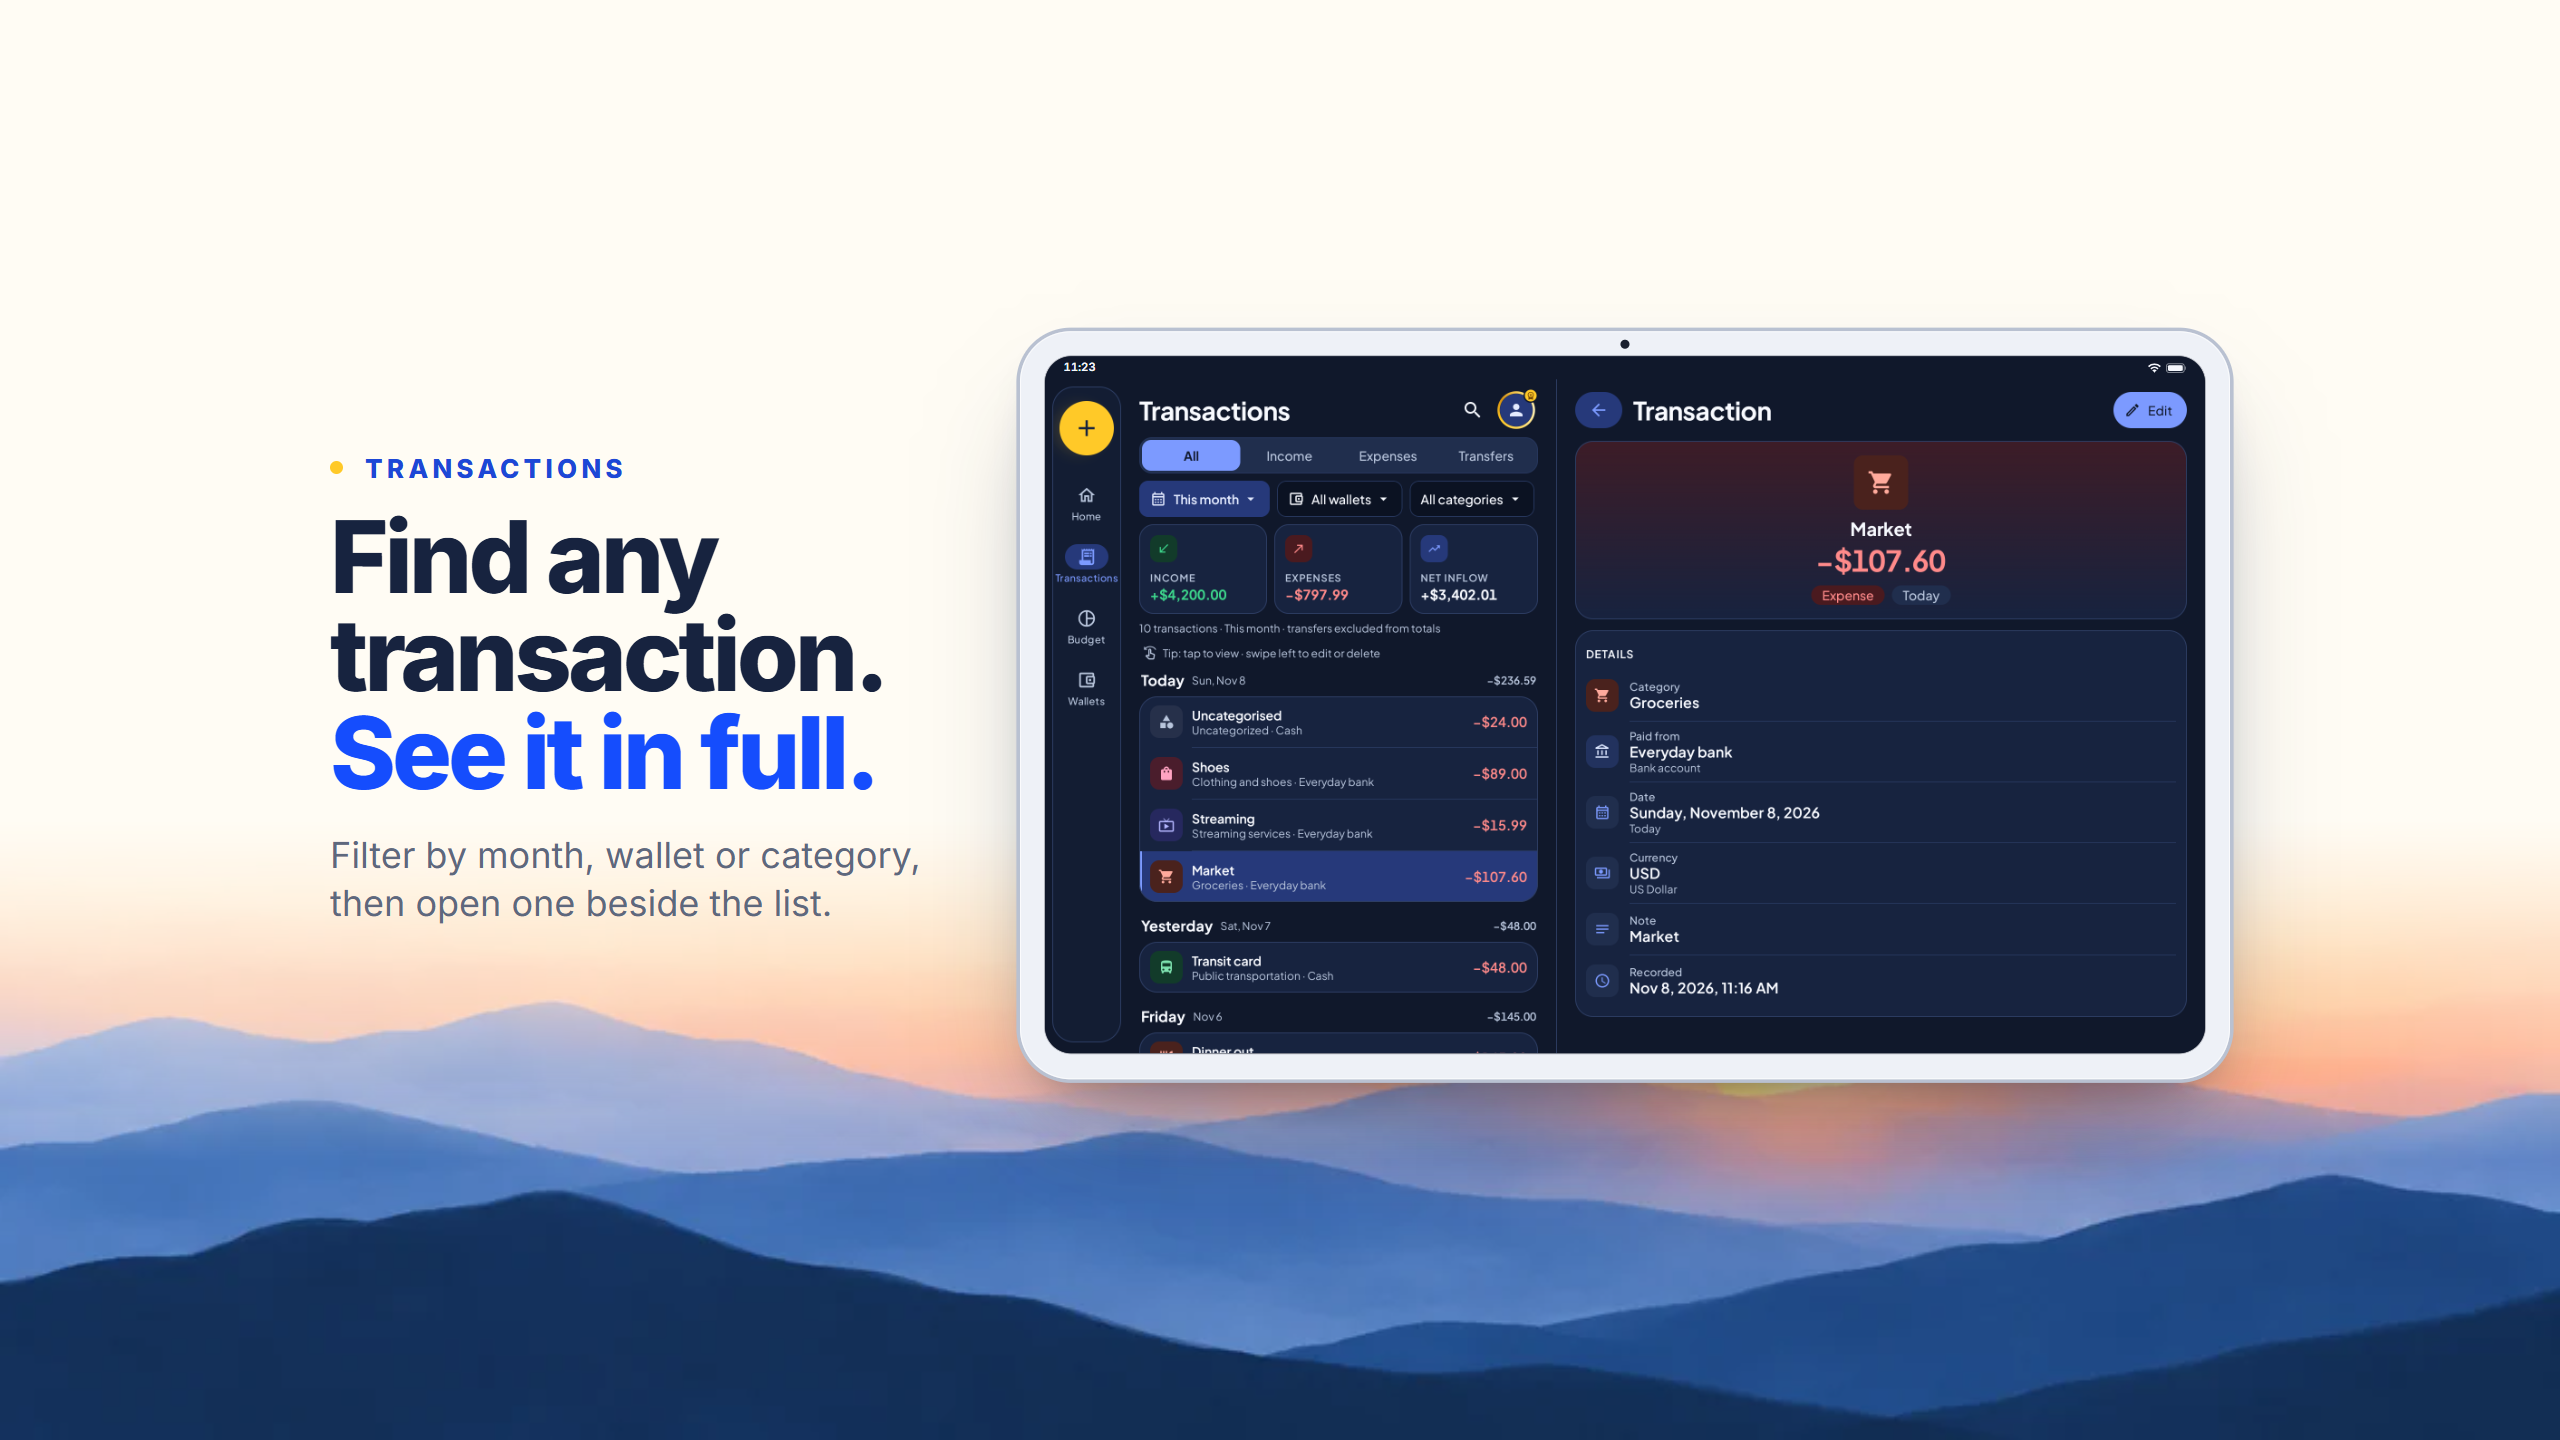 TRANSACTIONS
Find any
transaction.
See it in full.
Filter by month, wallet or category,
then open one beside the list.
11:23
Home
Transactions
Budget
Wallets
Transactions
All
Income
Expenses
Transfers
This month
All wallets
All categories
INCOME
+$4,200.00
EXPENSES
-$797.99
NET INFLOW
+$3,402.01
10 transactions · This month · transfers excluded from totals
Tip: tap to view · swipe left to edit or delete
Today Sun, Nov 8 -$236.59
Uncategorised
Uncategorized · Cash
-$24.00
Shoes
Clothing and shoes · Everyday bank
-$89.00
Streaming
Streaming services · Everyday bank
-$15.99
Market
Groceries · Everyday bank
-$107.60
Yesterday Sat, Nov 7 -$48.00
Transit card
Public transportation · Cash
-$48.00
Friday Nov 6 -$145.00
Dinner out
Transaction
Edit
Market
-$107.60
Expense
Today
DETAILS
Category
Groceries
Paid from
Everyday bank
Bank account
Date
Sunday, November 8, 2026
Today
Currency
USD
US Dollar
Note
Market
Recorded
Nov 8, 2026, 11:16 AM